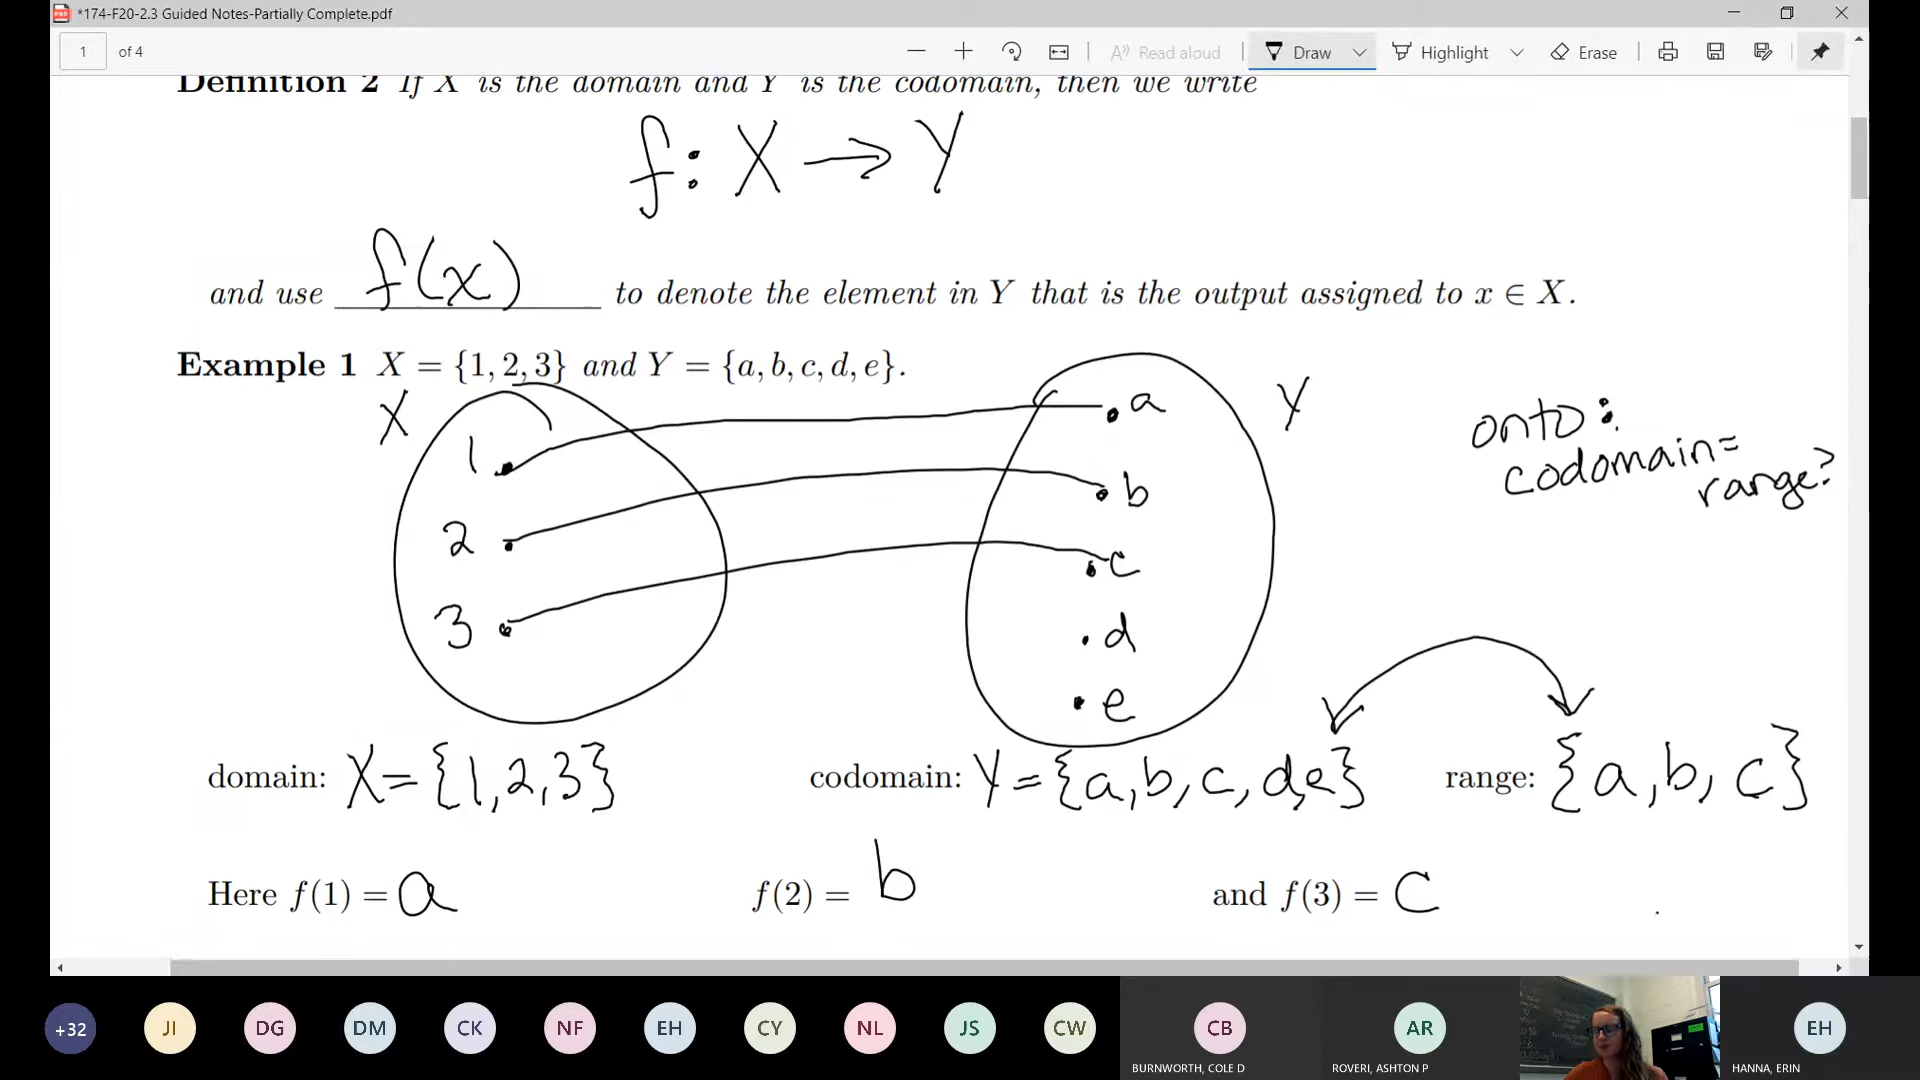 *174-F20-2.3 Guided Notes-Partially Complete.pdf
1 of 4 Read aloud Draw Highlight Erase
Definition 2 If X is the domain and Y is the codomain, then we write
f: X → Y
and use f(x) to denote the element in Y that is the output assigned to x ∈ X.
Example 1 X = {1, 2, 3} and Y = {a, b, c, d, e}.
X
Y
1
2
3
a
b
c
d
e
onto:
codomain=
range?
domain: X = {1,2,3} codomain: Y = {a,b,c,d,e} range: {a,b,c}
Here f(1) = a f(2) = b and f(3) = c
+32 JI DG DM CK NF EH CY NL JS CW CB AR EH
BURNWORTH, COLE D ROVERI, ASHTON P HANNA, ERIN